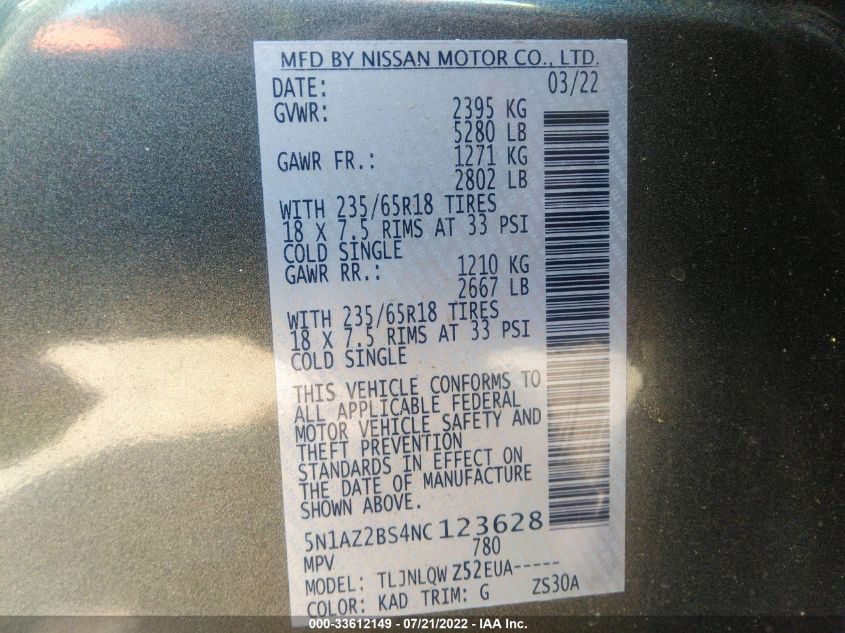 MFD BY NISSAN MOTOR CO., LTD.
DATE: 03/22
GVWR: 2395 KG
5280 LB
GAWR FR.: 1271 KG
2802 LB
WITH 235/65R18 TIRES
18 X 7.5 RIMS AT 33 PSI
COLD SINGLE
GAWR RR.: 1210 KG
2667 LB
WITH 235/65R18 TIRES
18 X 7.5 RIMS AT 33 PSI
COLD SINGLE
THIS VEHICLE CONFORMS TO
ALL APPLICABLE FEDERAL
MOTOR VEHICLE SAFETY AND
THEFT PREVENTION
STANDARDS IN EFFECT ON
THE DATE OF MANUFACTURE
SHOWN ABOVE.
5N1AZ2BS4NC123628
MPV 780
MODEL: TLJNLQWZ52EUA-----
COLOR: KAD TRIM: G ZS30A
000-33612149 - 07/21/2022 - IAA Inc.